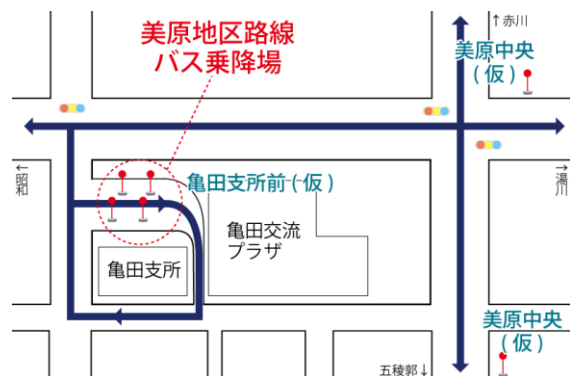 ↑赤川
美原地区路線
バス乗降場
美原中央
(仮)
←昭和
→湯川
亀田支所前(仮)
亀田交流
プラザ
亀田支所
美原中央
(仮)
五稜郭↓